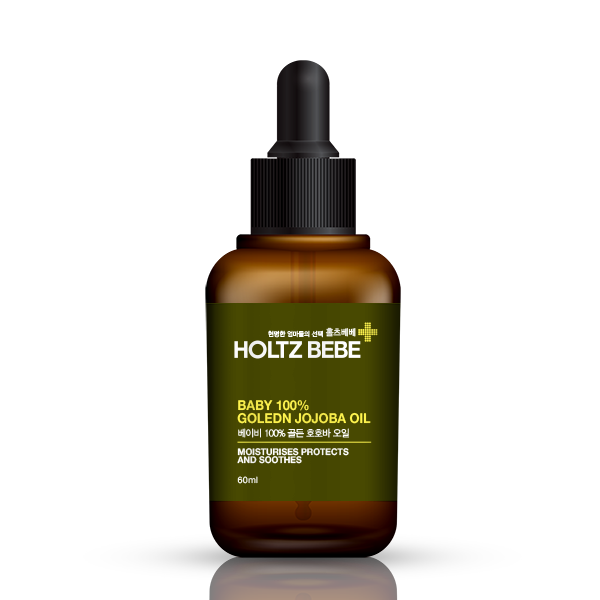 현명한 엄마들의 선택 홀츠베베
HOLTZ BEBE
BABY 100%
GOLEDN JOJOBA OIL
베이비 100% 골든 호호바 오일
MOISTURISES PROTECTS
AND SOOTHES
60ml